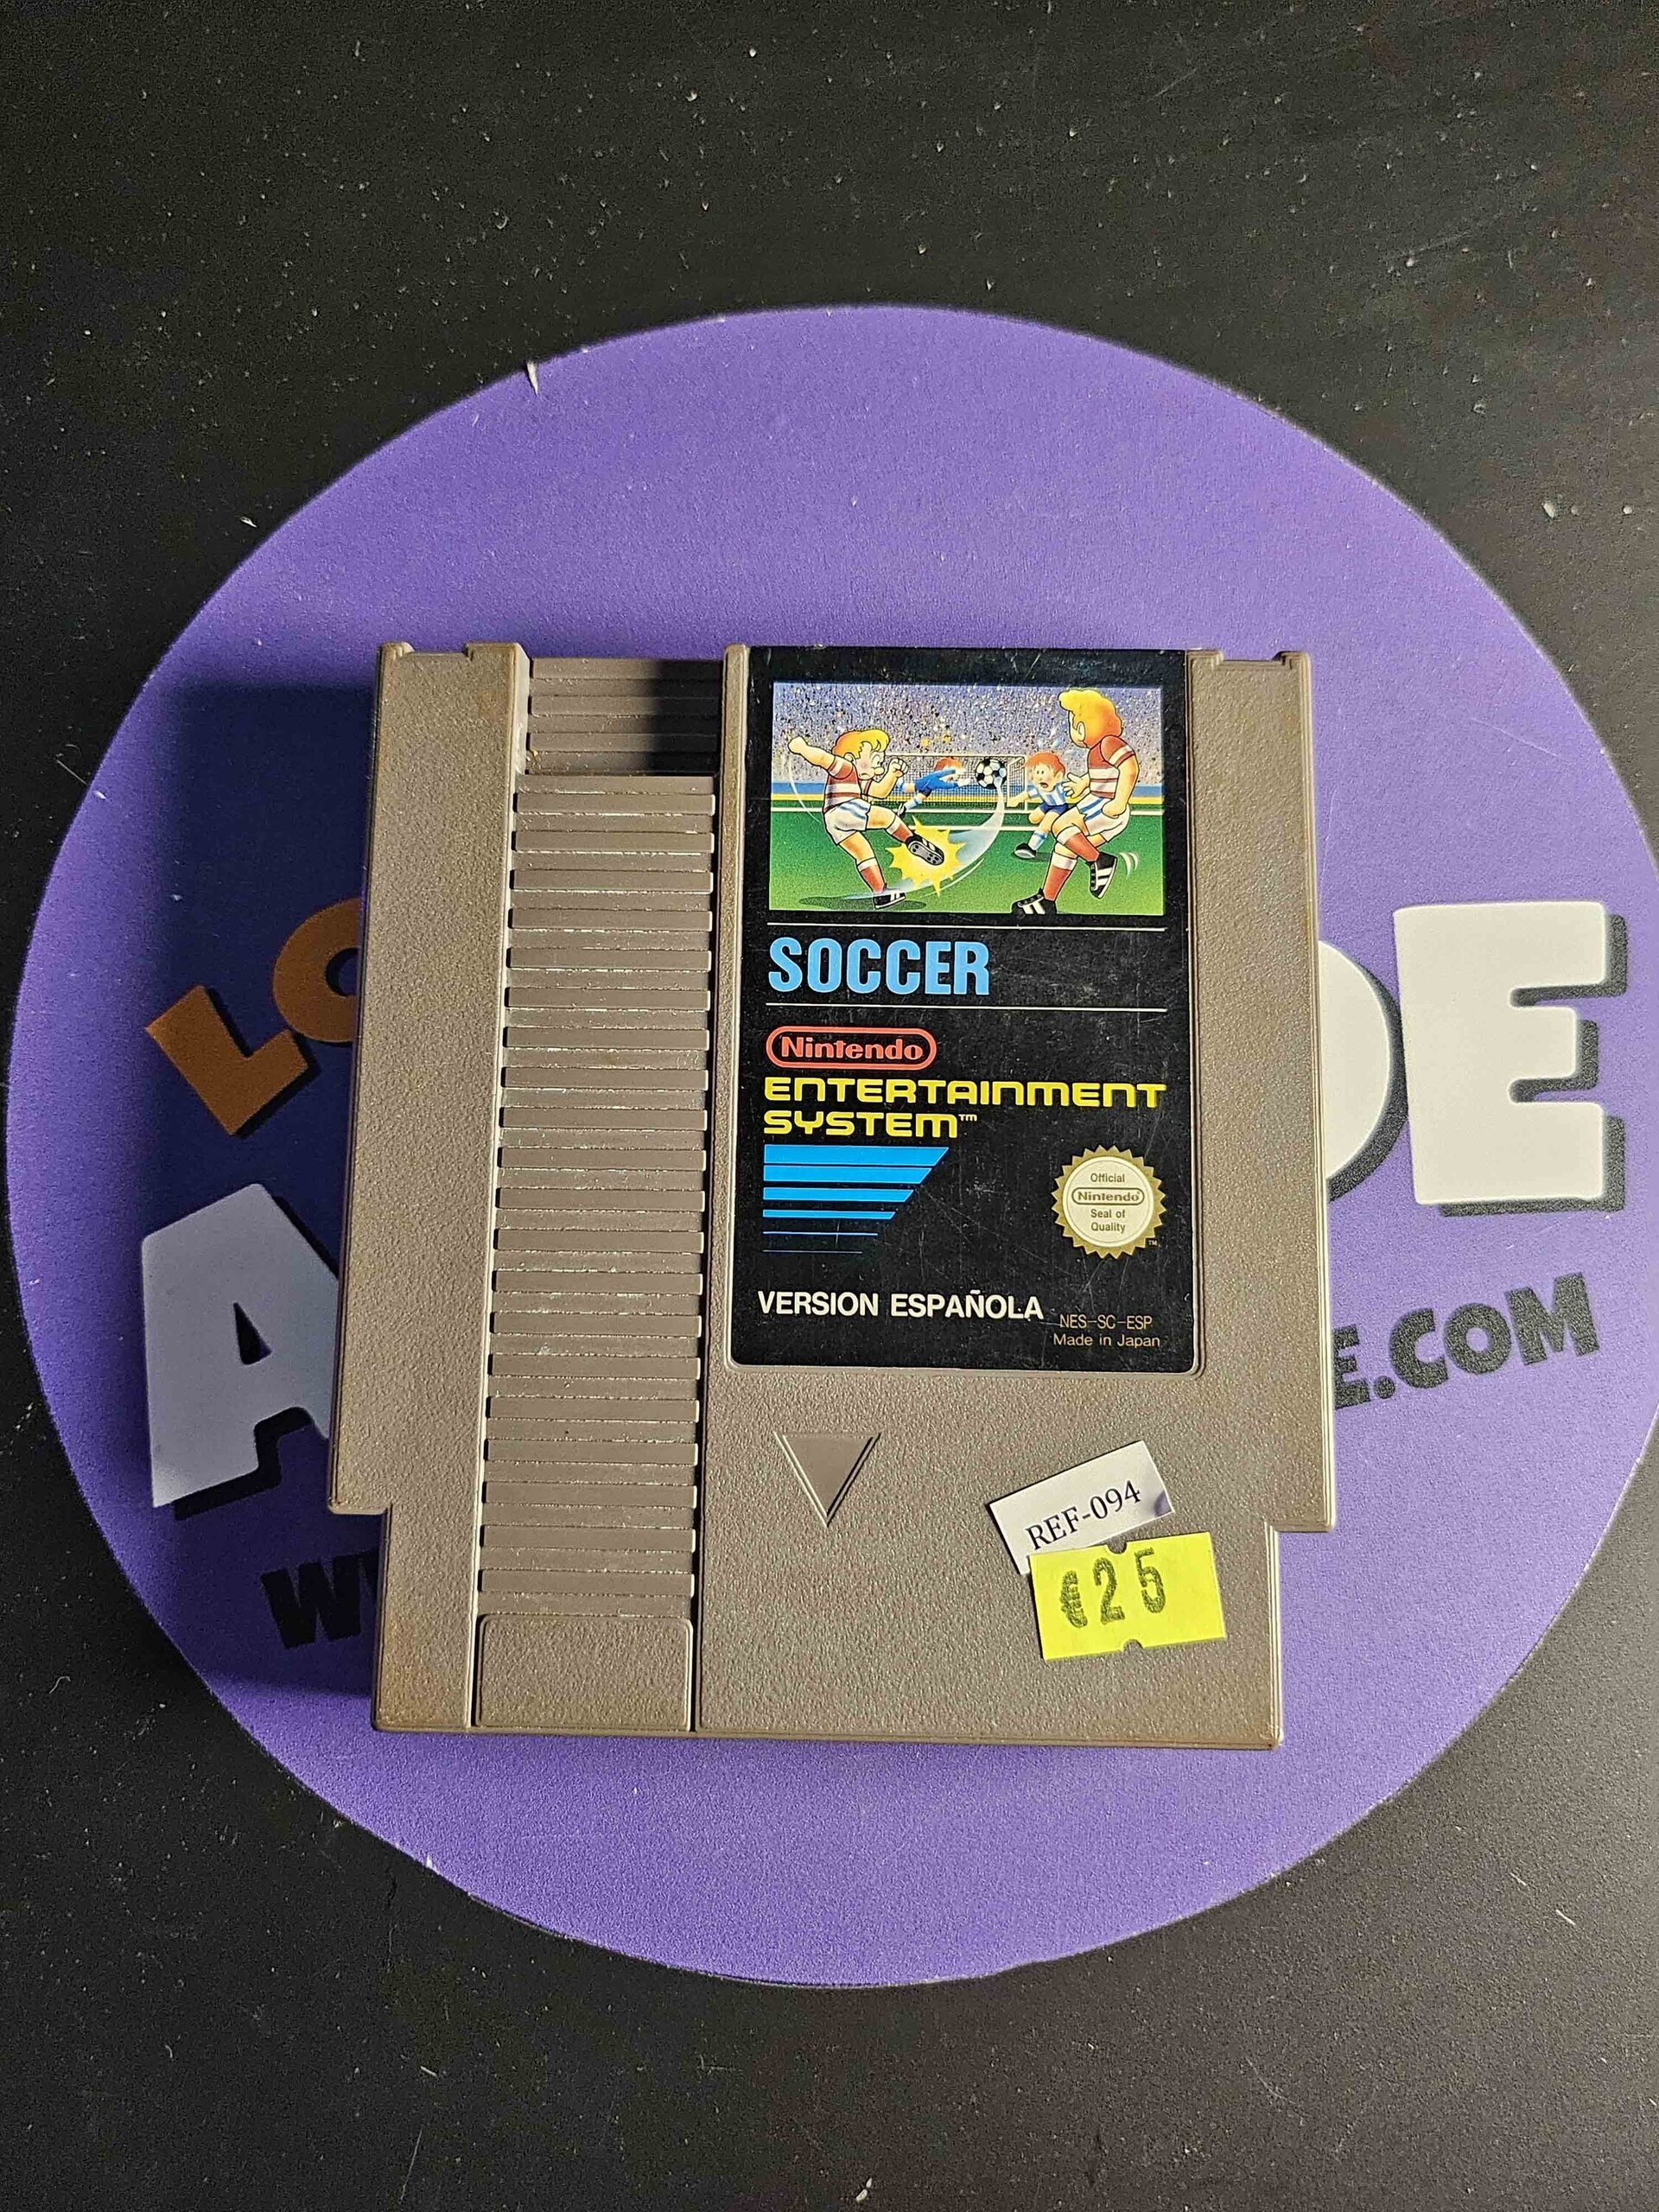 SOCCER
Nintendo
ENTERTAINMENT
SYSTEM™
Official
Nintendo
Seal of
Quality
TM
VERSION ESPAÑOLA
NES-SC-ESP
Made in Japan
REF-094
€25
E.COM